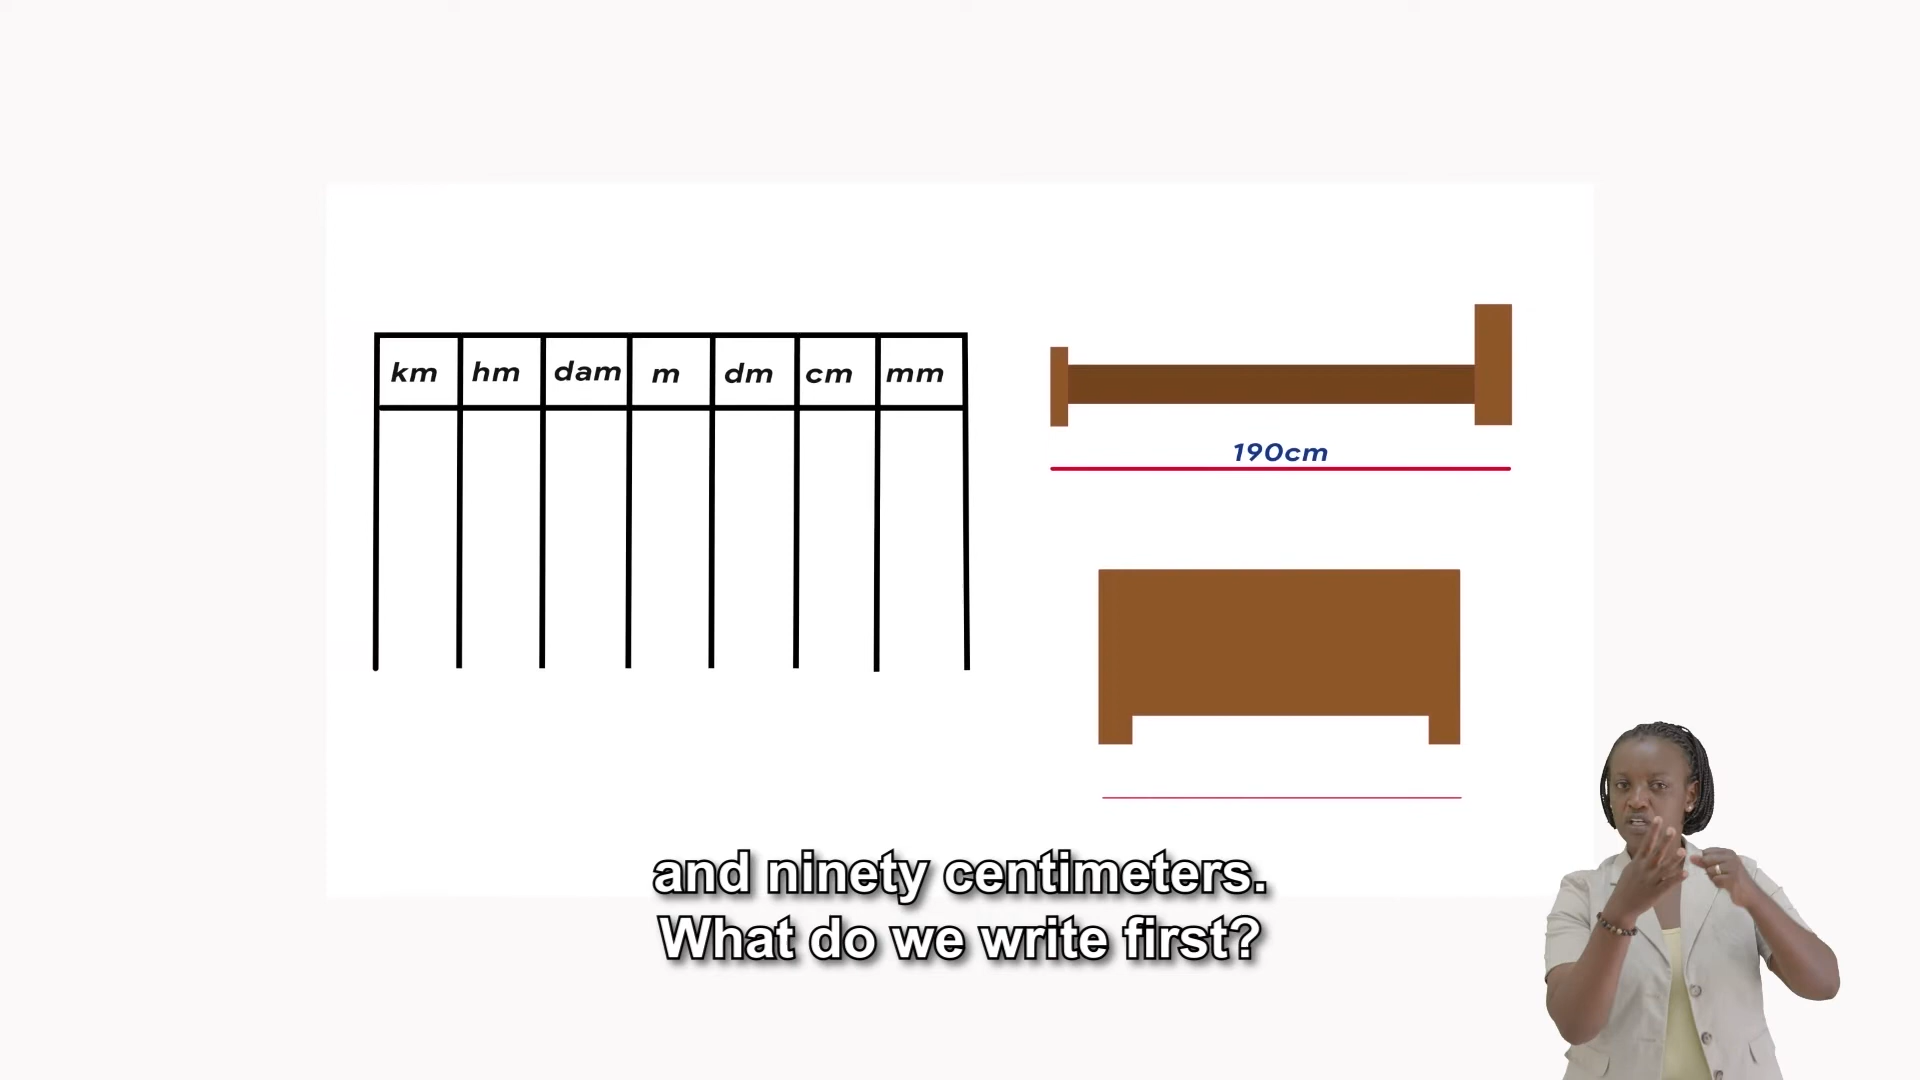 km hm dam m dm cm mm
190cm
and ninety centimeters.
What do we write first?